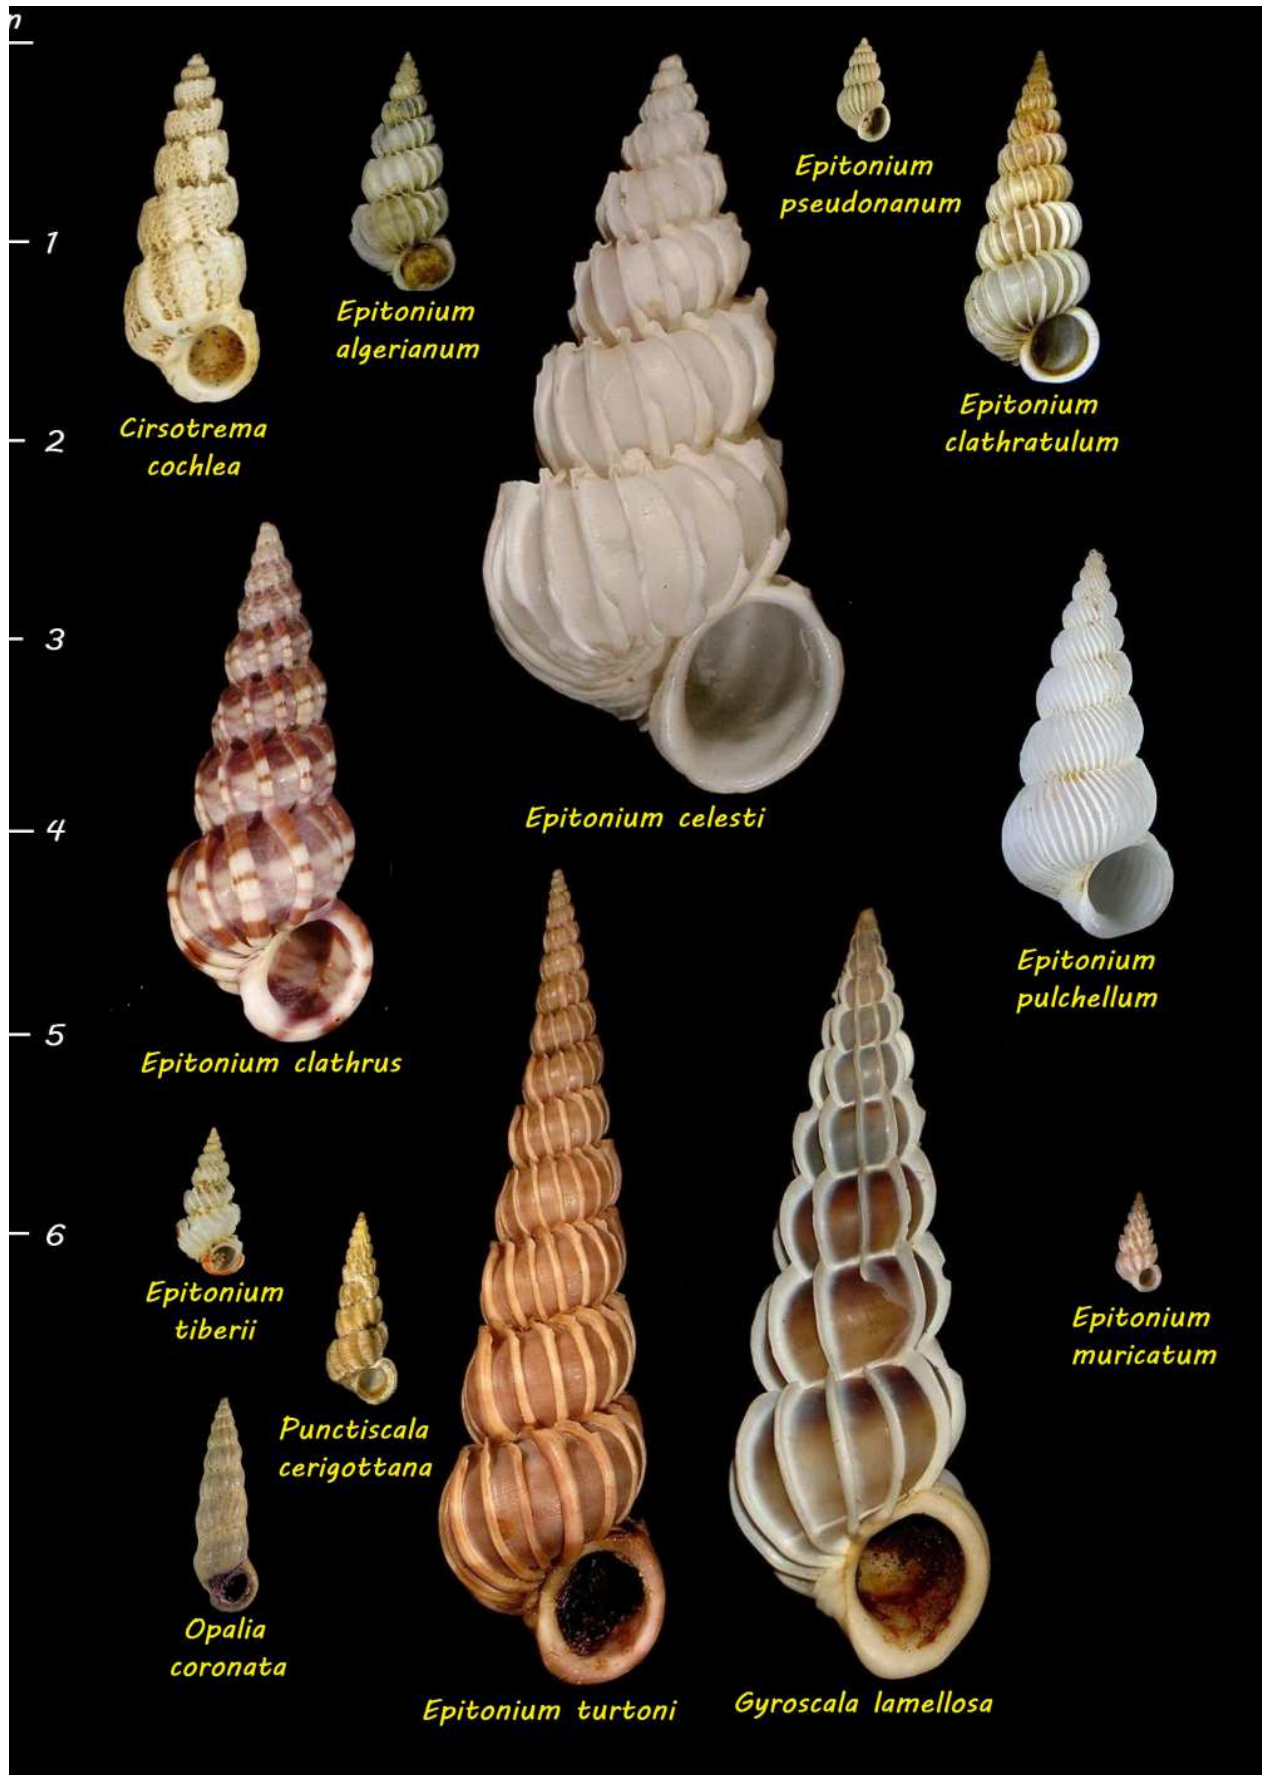 Epitonium
pseudonanum
1
Epitonium
algerianum
Cirsotrema
cochlea
Epitonium
clathratulum
2
3
Epitonium celesti
4
Epitonium
pulchellum
5
Epitonium clathrus
6
Epitonium
tiberii
Epitonium
muricatum
Punctiscala
cerigottana
Opalia
coronata
Epitonium turtoni
Gyroscala lamellosa